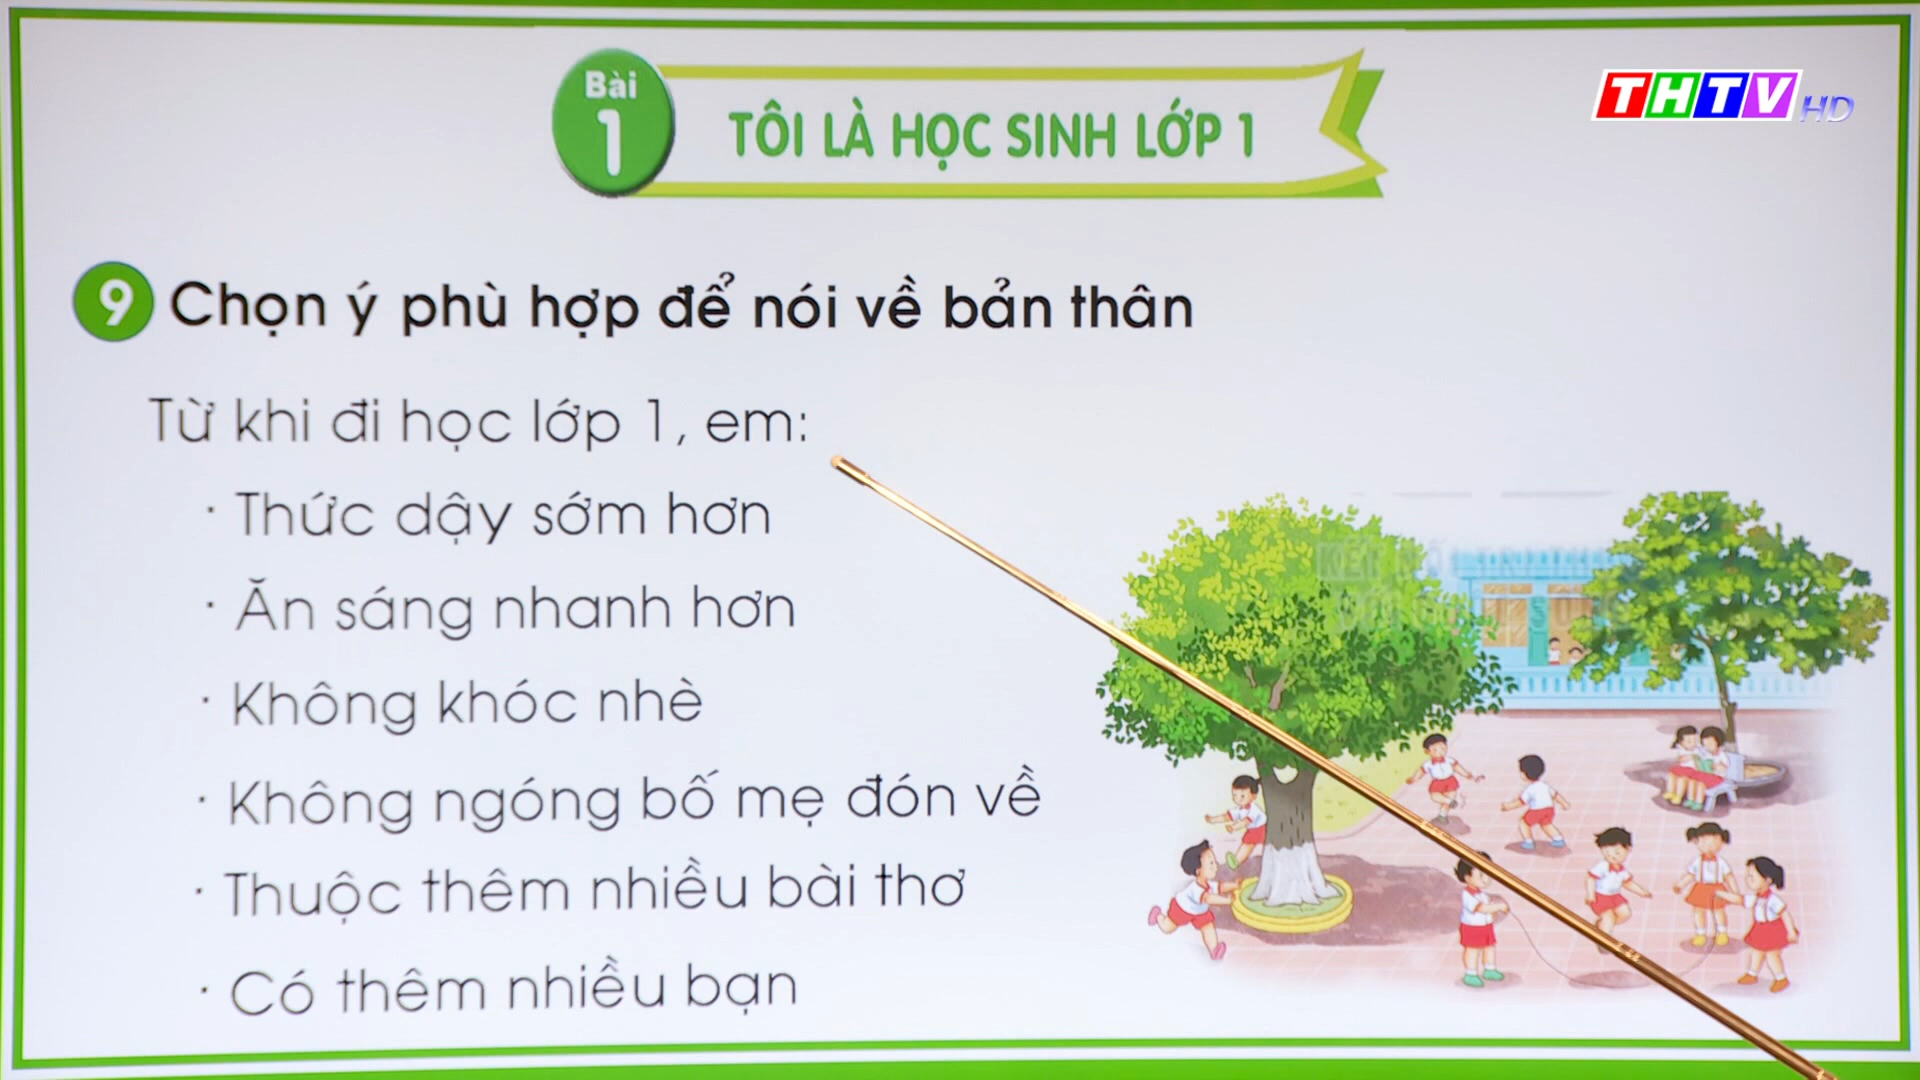 Bài
1
TÔI LÀ HỌC SINH LỚP 1
THTV HD
9 Chọn ý phù hợp để nói về bản thân
Từ khi đi học lớp 1, em:
· Thức dậy sớm hơn
· Ăn sáng nhanh hơn
· Không khóc nhè
· Không ngóng bố mẹ đón về
· Thuộc thêm nhiều bài thơ
· Có thêm nhiều bạn